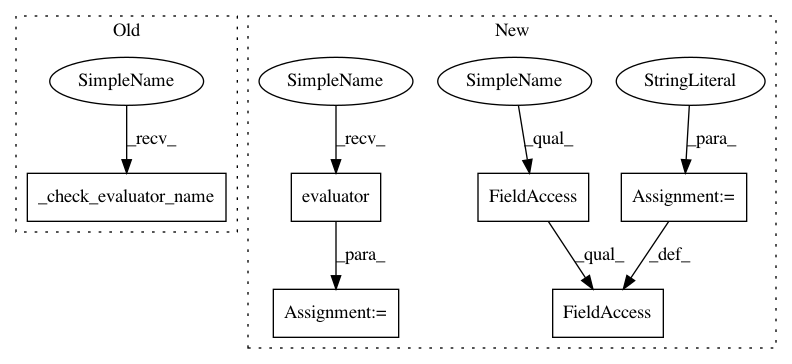 Old
New
SimpleName
SimpleName
SimpleName
StringLiteral
_recv_
_recv_
_qual_
_para_
_check_evaluator_name
evaluator
FieldAccess
Assignment:=
_para_
_qual_
_def_
Assignment:=
FieldAccess